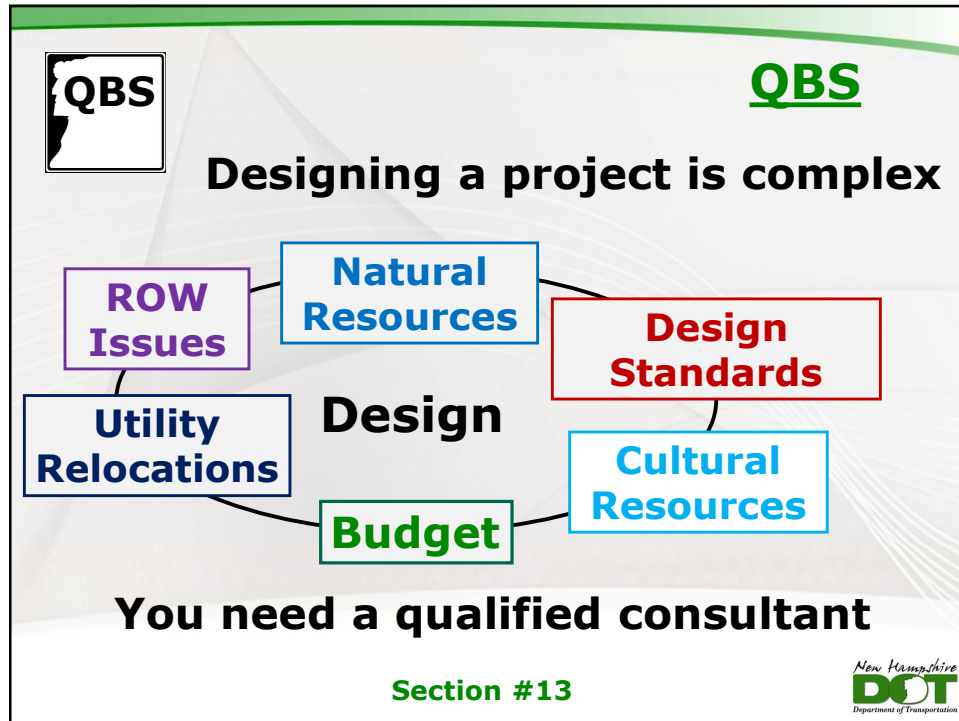 QBS
QBS
Designing a project is complex
Natural
Resources
ROW
Issues
Design
Standards
Utility
Relocations
Design
Cultural
Resources
Budget
You need a qualified consultant
Section #13
New Hampshire
DOT
Department of Transportation